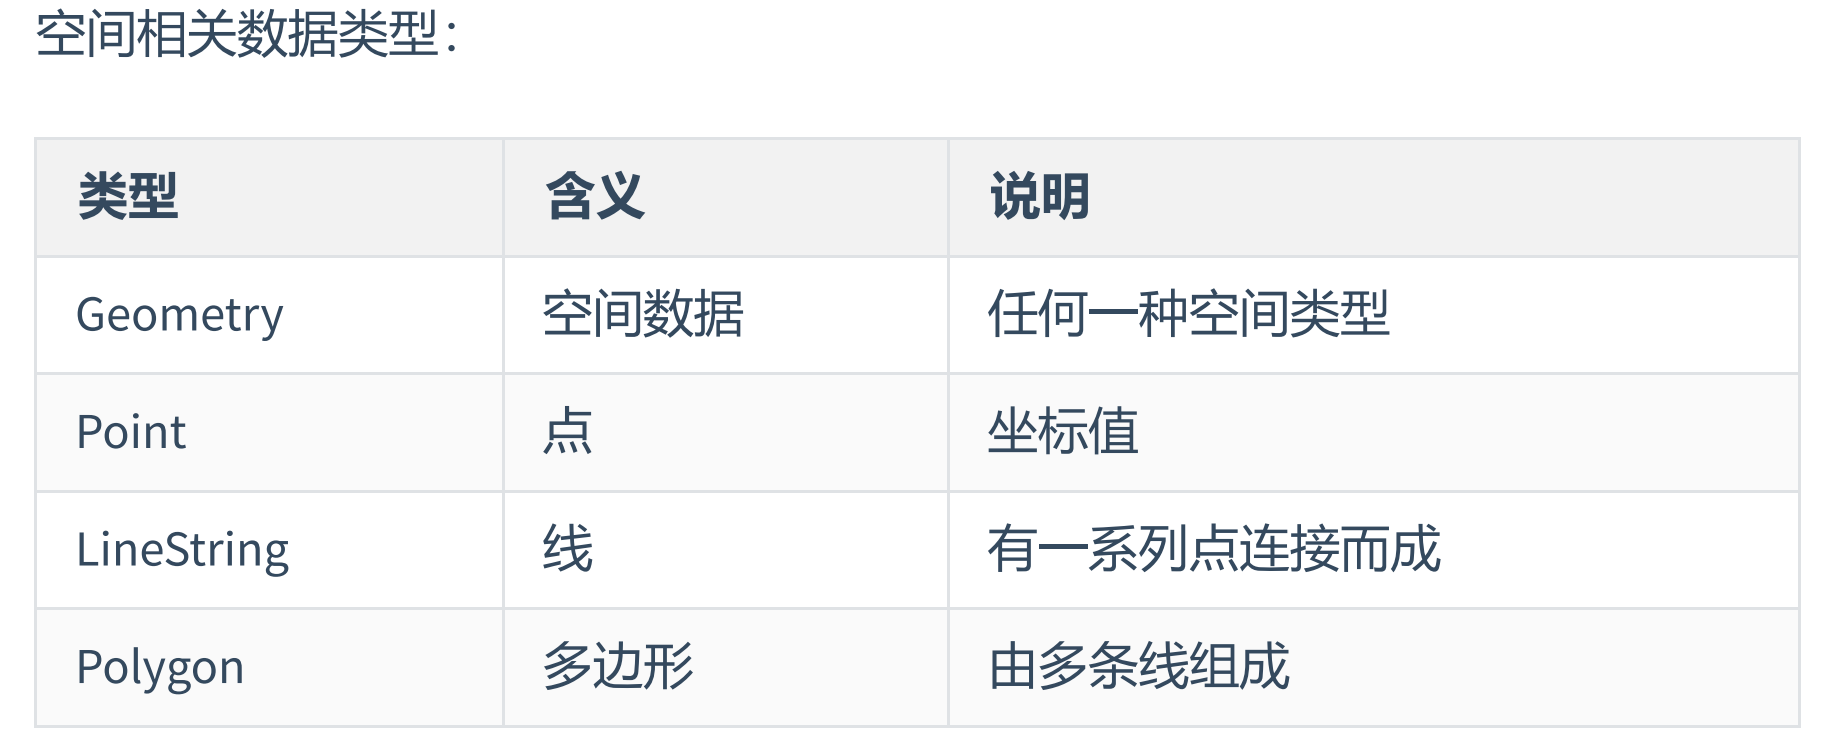 空间相关数据类型：
类型 含义 说明
Geometry 空间数据 任何一种空间类型
Point 点 坐标值
LineString 线 有一系列点连接而成
Polygon 多边形 由多条线组成